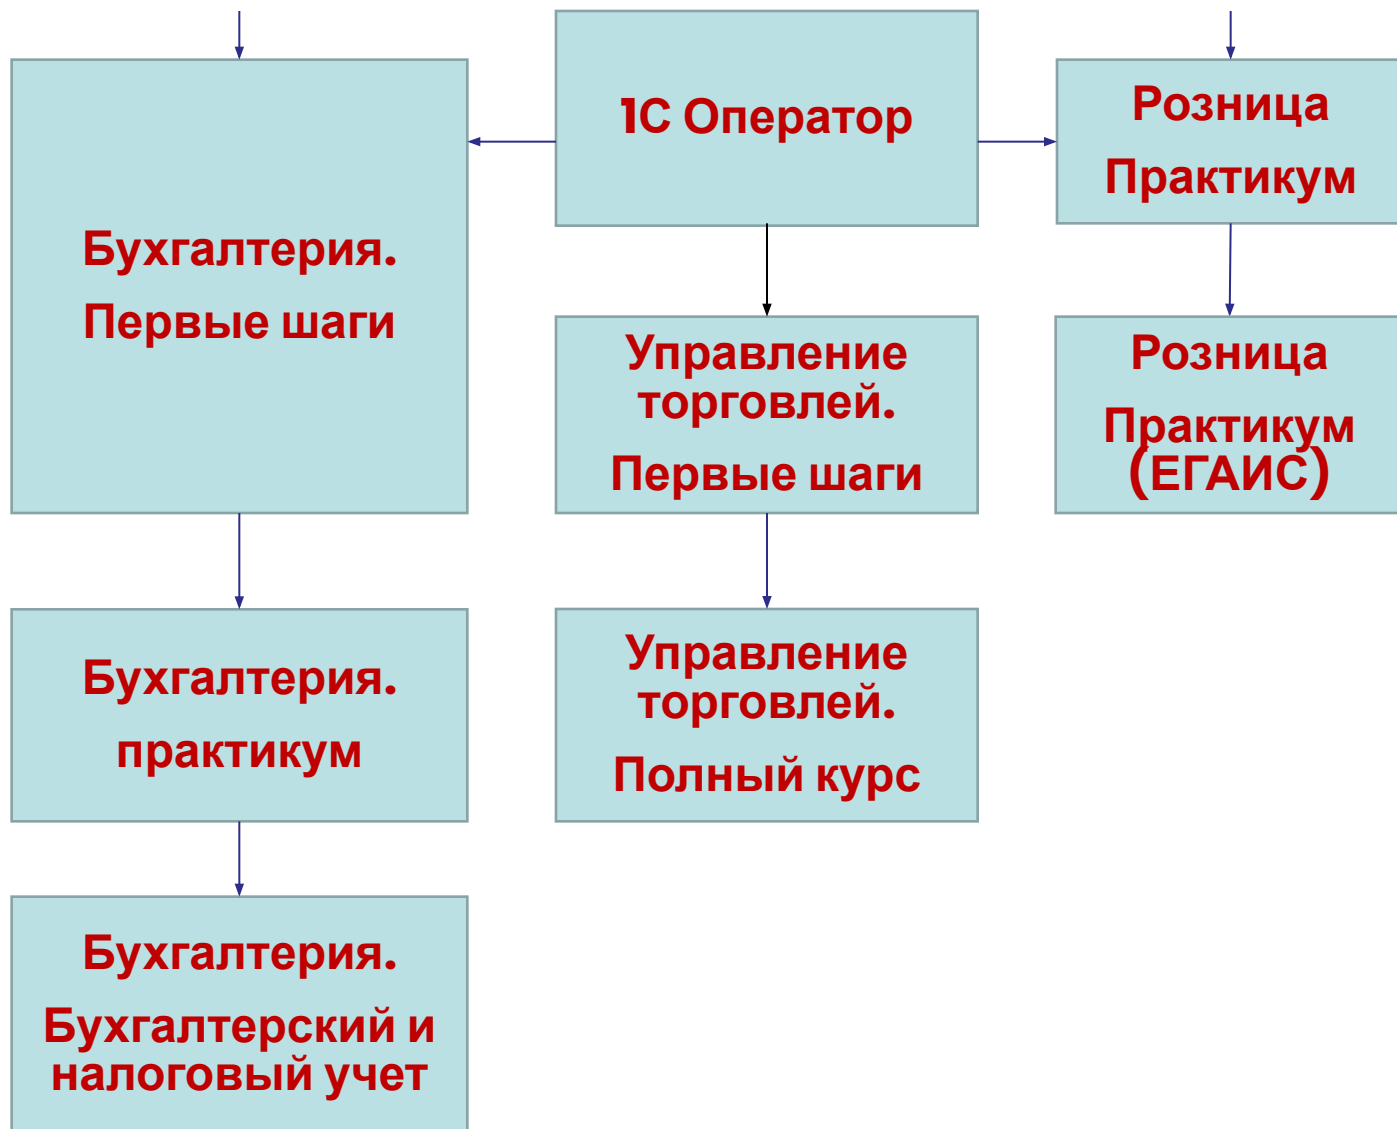 1С Оператор
Розница
Практикум
Бухгалтерия.
Первые шаги
Управление
торговлей.
Первые шаги
Розница
Практикум
(ЕГАИС)
Бухгалтерия.
практикум
Управление
торговлей.
Полный курс
Бухгалтерия.
Бухгалтерский и
налоговый учет